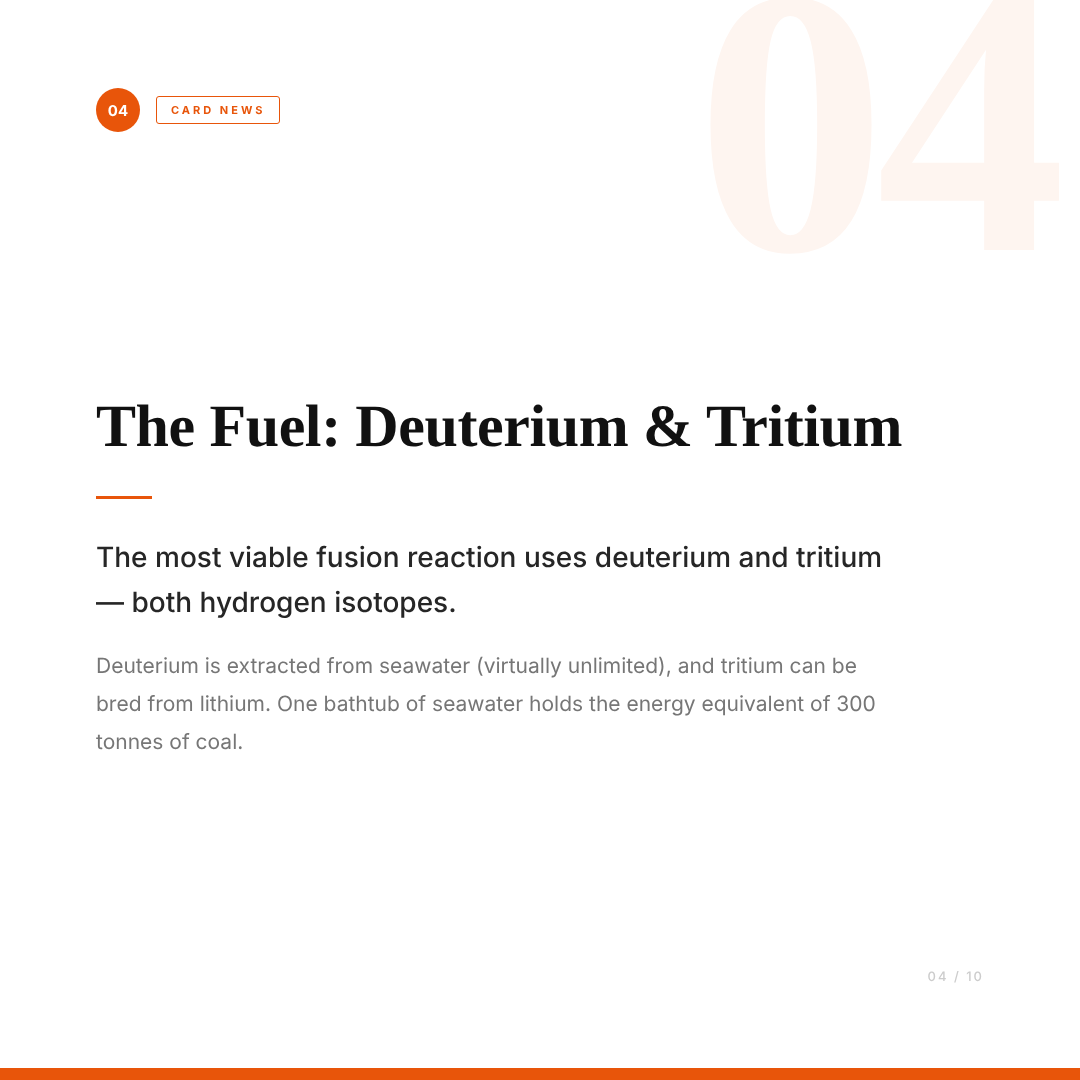 04
04
CARD NEWS
The Fuel: Deuterium & Tritium
The most viable fusion reaction uses deuterium and tritium
— both hydrogen isotopes.
Deuterium is extracted from seawater (virtually unlimited), and tritium can be
bred from lithium. One bathtub of seawater holds the energy equivalent of 300
tonnes of coal.
04 / 10